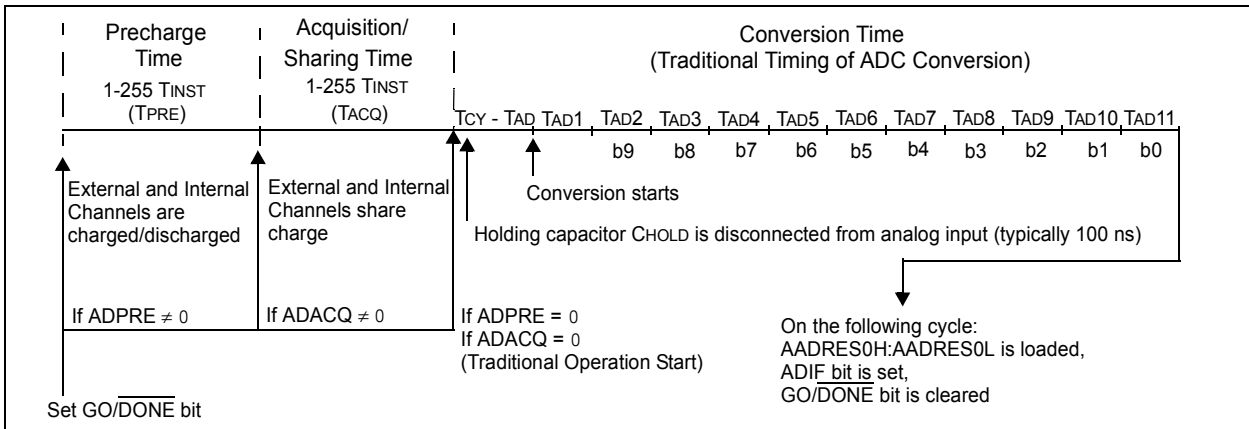 Precharge
Time
1-255 TINST
(TPRE)
Acquisition/
Sharing Time
1-255 TINST
(TACQ)
Conversion Time
(Traditional Timing of ADC Conversion)
TCY - TAD TAD1 TAD2 TAD3 TAD4 TAD5 TAD6 TAD7 TAD8 TAD9 TAD10 TAD11
b9 b8 b7 b6 b5 b4 b3 b2 b1 b0
External and Internal
Channels are
charged/discharged
External and Internal
Channels share
charge
Conversion starts
Holding capacitor CHOLD is disconnected from analog input (typically 100 ns)
If ADPRE ≠ 0
If ADACQ ≠ 0
If ADPRE = 0
If ADACQ = 0
(Traditional Operation Start)
On the following cycle:
AADRES0H:AADRES0L is loaded,
ADIF bit is set,
GO/DONE bit is cleared
Set GO/DONE bit